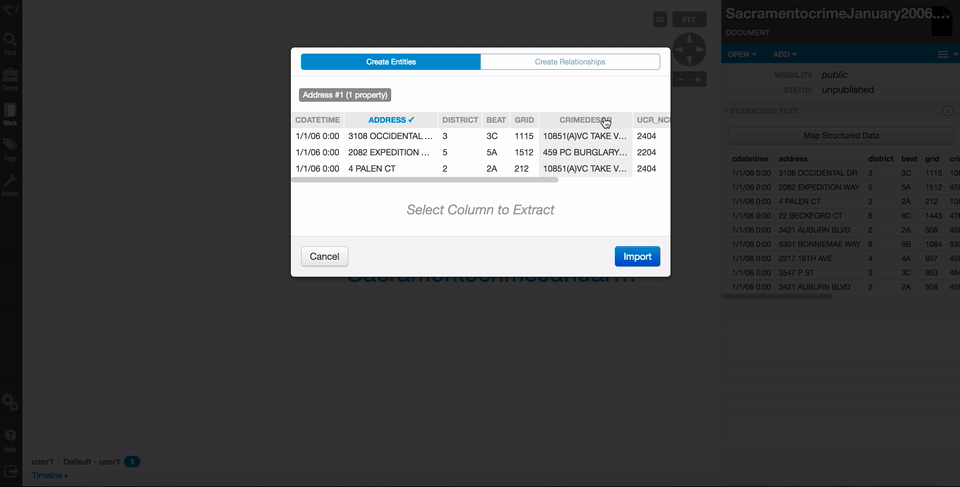 Find
Cases
Work
Tags
Admin
Help
FIT
SacramentocrimeJanuary2006....
DOCUMENT
OPEN ADD
VISIBILITY public
STATUS unpublished
EXTRACTED TEXT
Map Structured Data
cdatetime address district beat grid
1/1/06 0:00 3108 OCCIDENTAL DR 3 3C 1115
1/1/06 0:00 2082 EXPEDITION WAY 5 5A 1512
1/1/06 0:00 4 PALEN CT 2 2A 212
1/1/06 0:00 22 BECKFORD CT 6 6C 1443
1/1/06 0:00 3421 AUBURN BLVD 2 2A 508
1/1/06 0:00 5301 BONNIEMAE WAY 6 6B 1084
1/1/06 0:00 2217 16TH AVE 4 4A 957
1/1/06 0:00 3547 P ST 3 3C 853
1/1/06 0:00 3421 AUBURN BLVD 2 2A 508
Create Entities Create Relationships
Address #1 (1 property)
CDATETIME ADDRESS ✓ DISTRICT BEAT GRID
1/1/06 0:00 3108 OCCIDENTAL ... 3 3C 1115 10851(A)VC TAKE V... 2404
1/1/06 0:00 2082 EXPEDITION ... 5 5A 1512 459 PC BURGLARY... 2204
1/1/06 0:00 4 PALEN CT 2 2A 212 10851(A)VC TAKE V... 2404
Select Column to Extract
Cancel Import
user1 Default - user1 1
Timeline